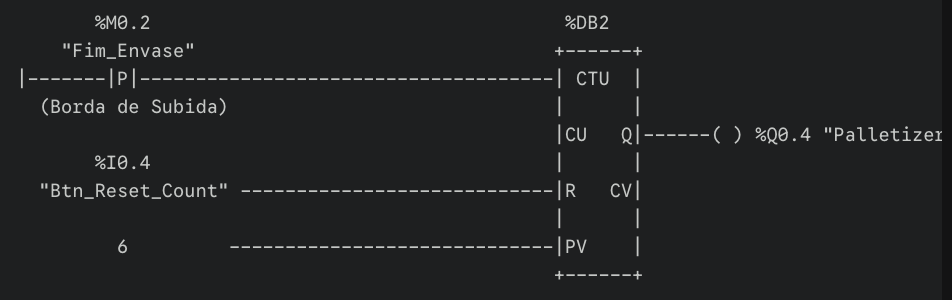 %M0.2 %DB2
"Fim_Envase" +------+
|-------|P|-------------------------------------| CTU |
(Borda de Subida) | |
|CU Q|------( ) %Q0.4 "Palletizer
%I0.4 | |
"Btn_Reset_Count" ----------------------------|R CV|
| |
6 -----------------------------|PV |
+------+